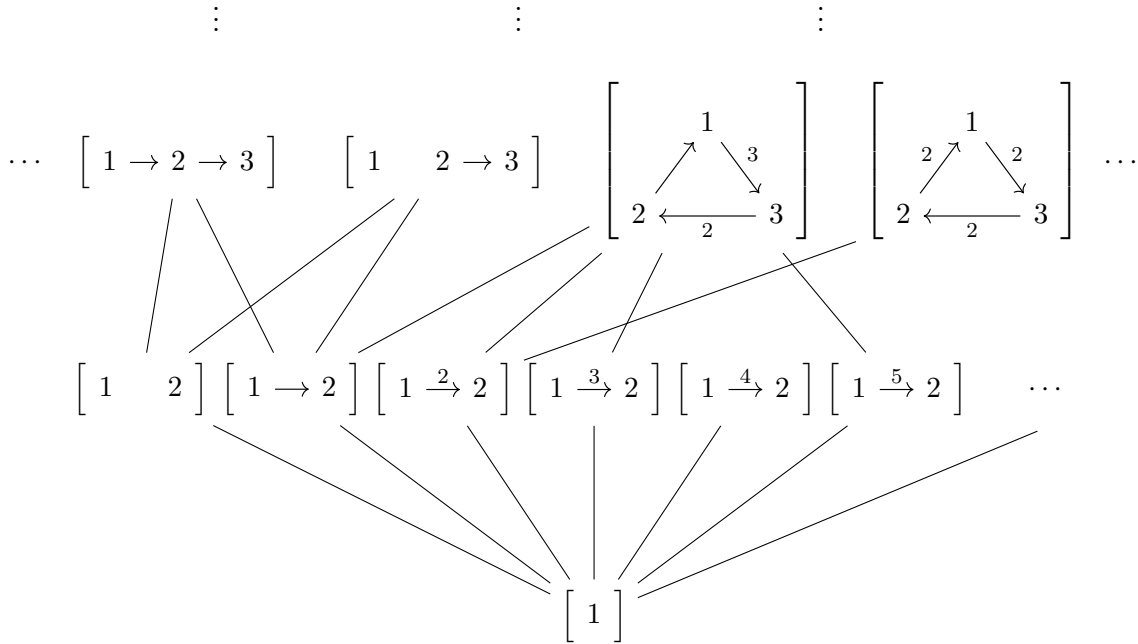 ⋮ ⋮ ⋮
⋯ [ 1 → 2 → 3 ] [ 1 2 → 3 ] [ 1 3 2 2 3 ] [ 1 2 2 2 2 3 ] ⋯
[ 1 2 ] [ 1 → 2 ] [ 1 →² 2 ] [ 1 →³ 2 ] [ 1 →⁴ 2 ] [ 1 →⁵ 2 ] ⋯
[ 1 ]